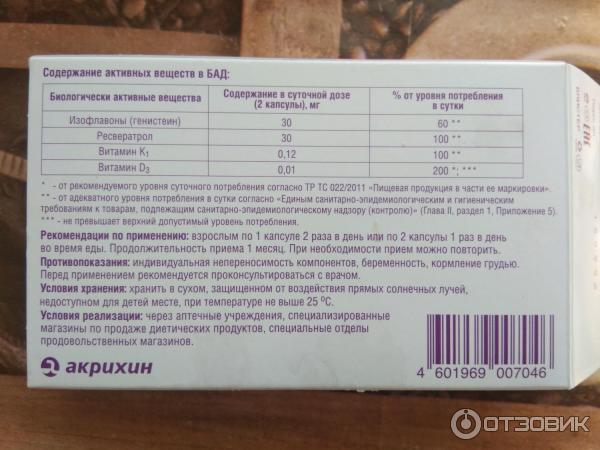 Содержание активных веществ в БАД:
Биологически активные вещества
Содержание в суточной дозе
(2 капсулы), мг
% от уровня потребления
в сутки
Изофлавоны (генистеин) 30 60 **
Ресвератрол 30 100 **
Витамин K1 0,12 100 **
Витамин D3 0,01 200 *; ***
* - от рекомендуемого уровня суточного потребления согласно ТР ТС 022/2011 «Пищевая продукция в части ее маркировки».
** - от адекватного уровня потребления в сутки согласно «Единым санитарно-эпидемиологическим и гигиеническим
требованиям к товарам, подлежащим санитарно-эпидемиологическому надзору (контролю)» (Глава II, раздел 1, Приложение 5).
*** - не превышает верхний допустимый уровень потребления.
Рекомендации по применению: взрослым по 1 капсуле 2 раза в день или по 2 капсулы 1 раз в день
во время еды. Продолжительность приема 1 месяц. При необходимости прием можно повторить.
Противопоказания: индивидуальная непереносимость компонентов, беременность, кормление грудью.
Перед применением рекомендуется проконсультироваться с врачом.
Условия хранения: хранить в сухом, защищенном от воздействия прямых солнечных лучей,
недоступном для детей месте, при температуре не выше 25 °C.
Условия реализации: через аптечные учреждения, специализированные
магазины по продаже диетических продуктов, специальные отделы
продовольственных магазинов.
акрихин
4 601969 007046
EAC
ОТЗОВИК